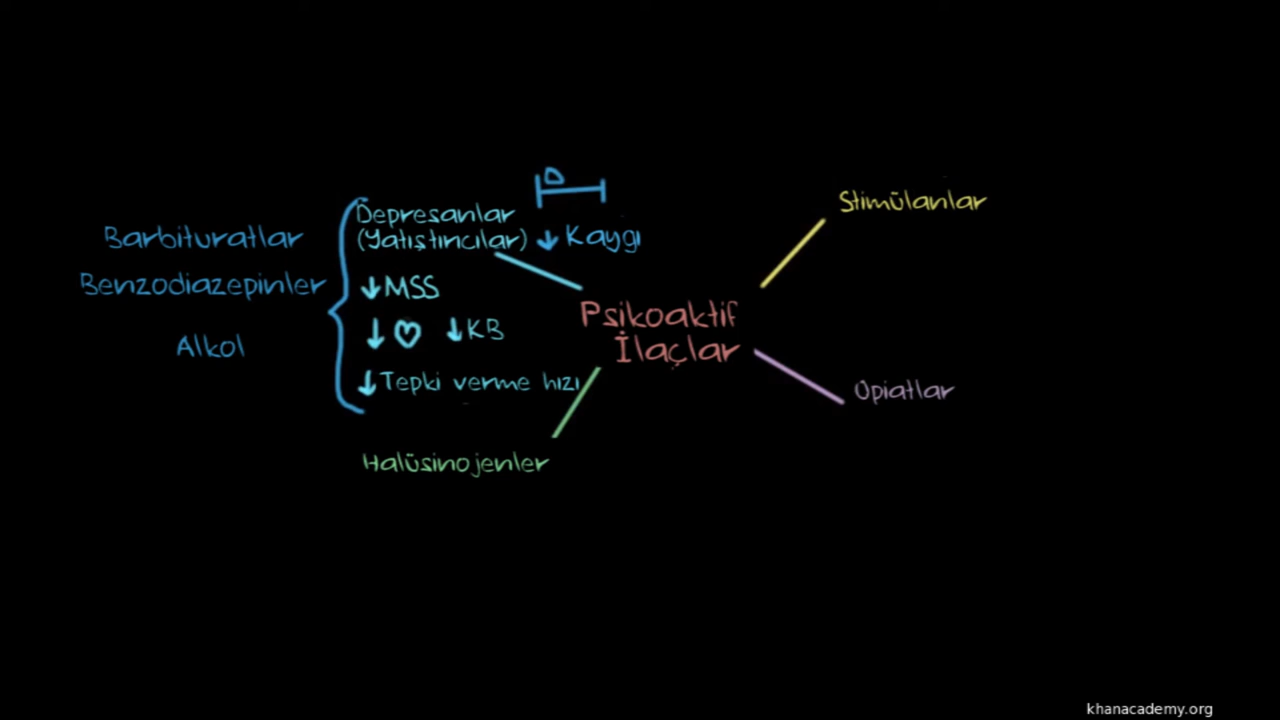 Barbituratlar
Benzodiazepinler
Alkol
Depresanlar
(Yatıştırıcılar)
↓ Kaygı
↓ MSS
↓ ♡ ↓ KB
↓ Tepki verme hızı
Psikoaktif
İlaçlar
Stimülanlar
Opiatlar
Halüsinojenler
khanacademy.org